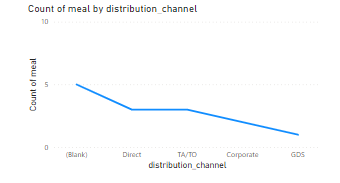 Count of meal by distribution_channel
10
Count of meal
5
0
(Blank) Direct TA/TO Corporate GDS
distribution_channel